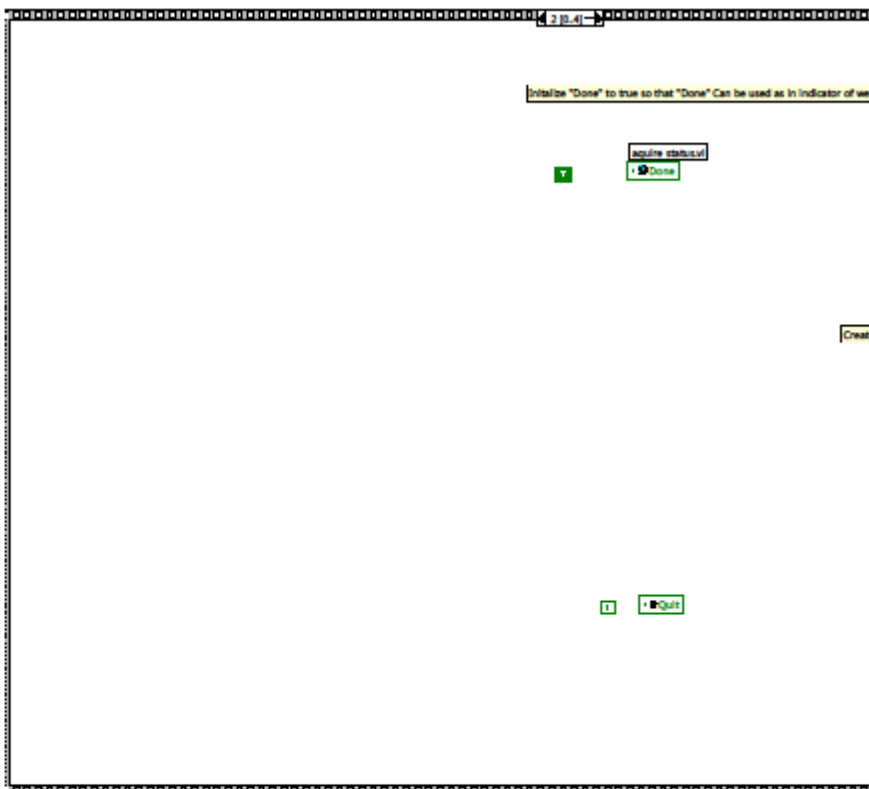 2 [0..4]
Initalize "Done" to true so that "Done" Can be used as in indicator of we
aquire status.vi
T
Done
Creat
Quit